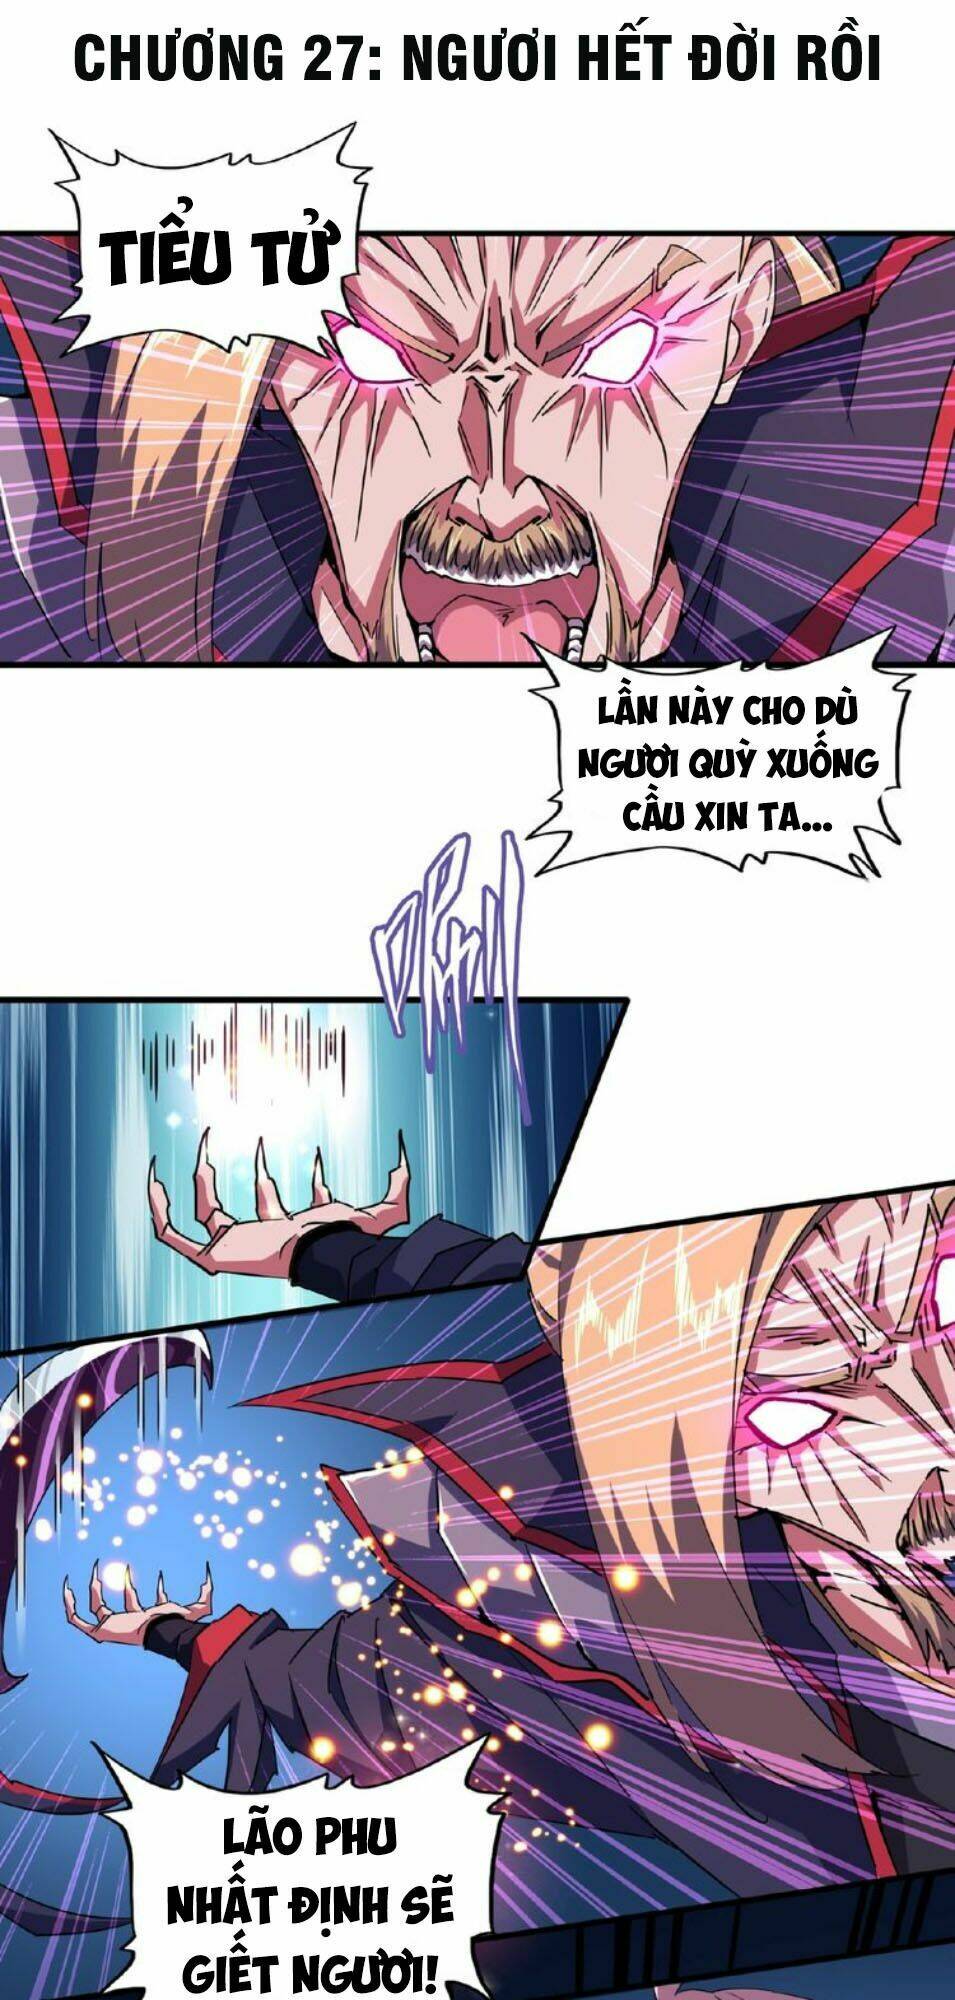 CHƯƠNG 27: NGƯƠI HẾT ĐỜI RỒI
TIỂU TỬ
LẦN NÀY CHO DÙ
NGƯƠI QUỲ XUỐNG
CẦU XIN TA...
LÃO PHU
NHẤT ĐỊNH SẼ
GIẾT NGƯƠI!